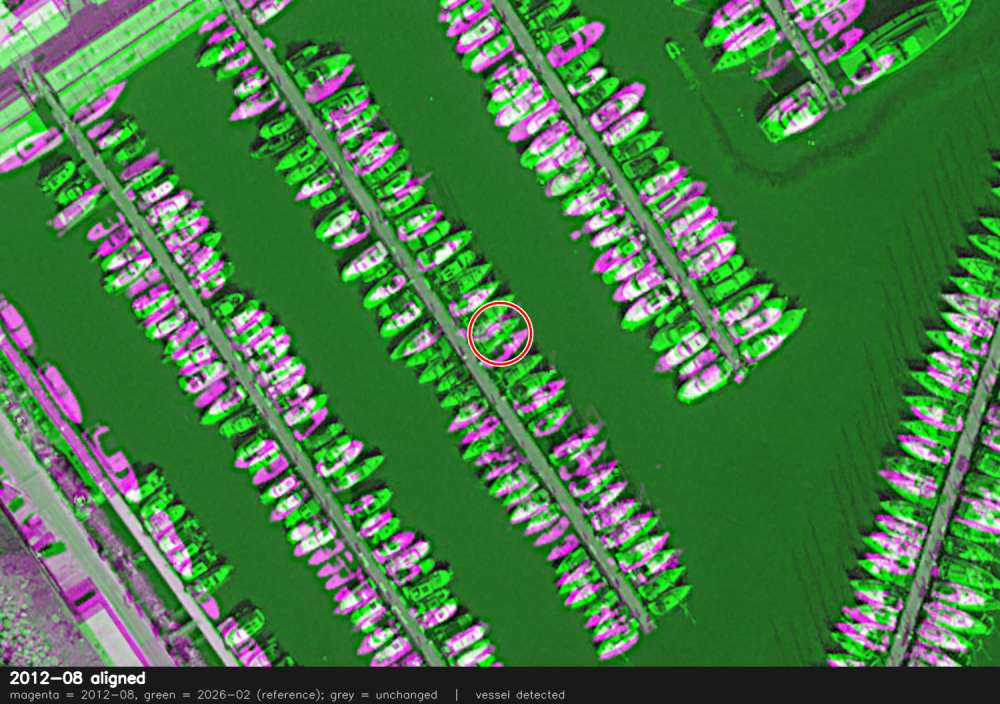 2012-08 aligned
magenta = 2012-08, green = 2026-02 (reference); grey = unchanged | vessel detected